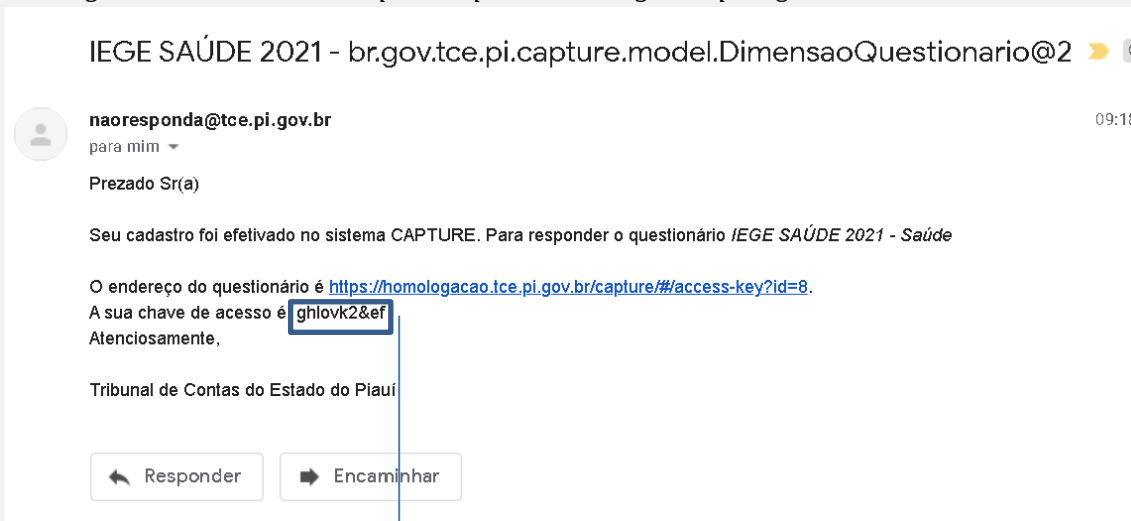 IEGE SAÚDE 2021 - br.gov.tce.pi.capture.model.DimensaoQuestionario@2
naoresponda@tce.pi.gov.br
09:18
para mim
Prezado Sr(a)
Seu cadastro foi efetivado no sistema CAPTURE. Para responder o questionário IEGE SAÚDE 2021 - Saúde
O endereço do questionário é https://homologacao.tce.pi.gov.br/capture/#/access-key?id=8.
A sua chave de acesso é ghlovk2&ef
Atenciosamente,
Tribunal de Contas do Estado do Piauí
Responder
Encaminhar